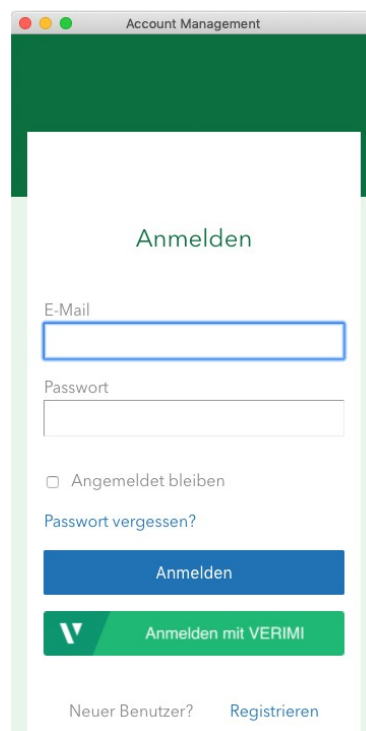 Account Management
Anmelden
E-Mail
Passwort
Angemeldet bleiben
Passwort vergessen?
Anmelden
Anmelden mit VERIMI
Neuer Benutzer? Registrieren